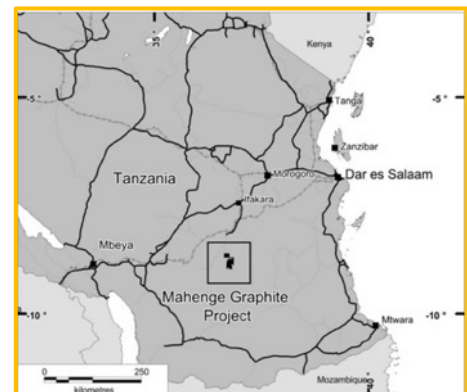 35
40
Kenya
-5
-5
Tanga
Zanzibar
Tanzania
Morogoro
Dar es Salaam
Ifakara
Mbeya
Mahenge Graphite
Project
-10
-10
Mtwara
0
250
kilometres
Mozambique
40